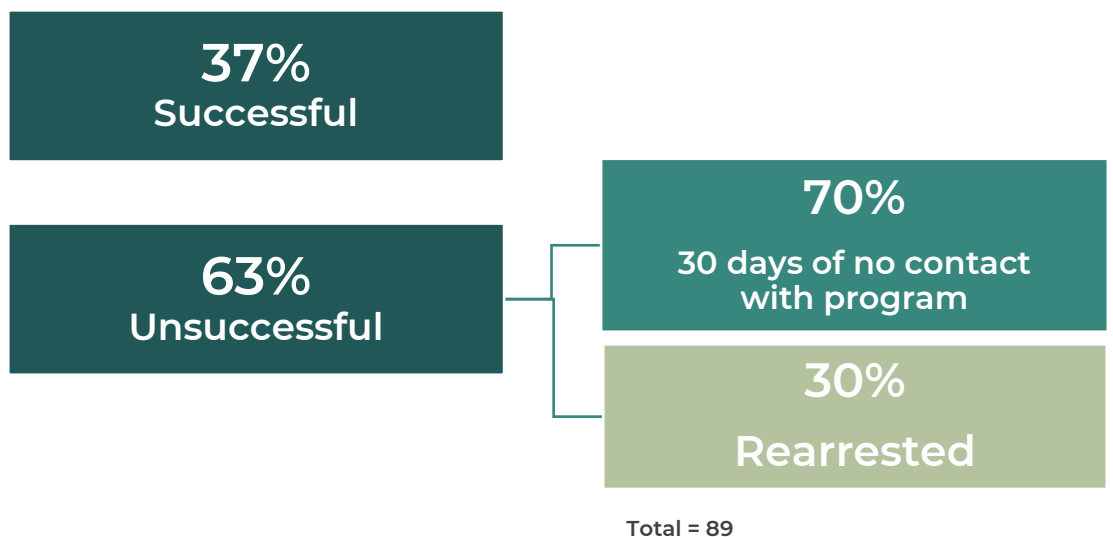 37%
Successful
63%
Unsuccessful
70%
30 days of no contact
with program
30%
Rearrested
Total = 89